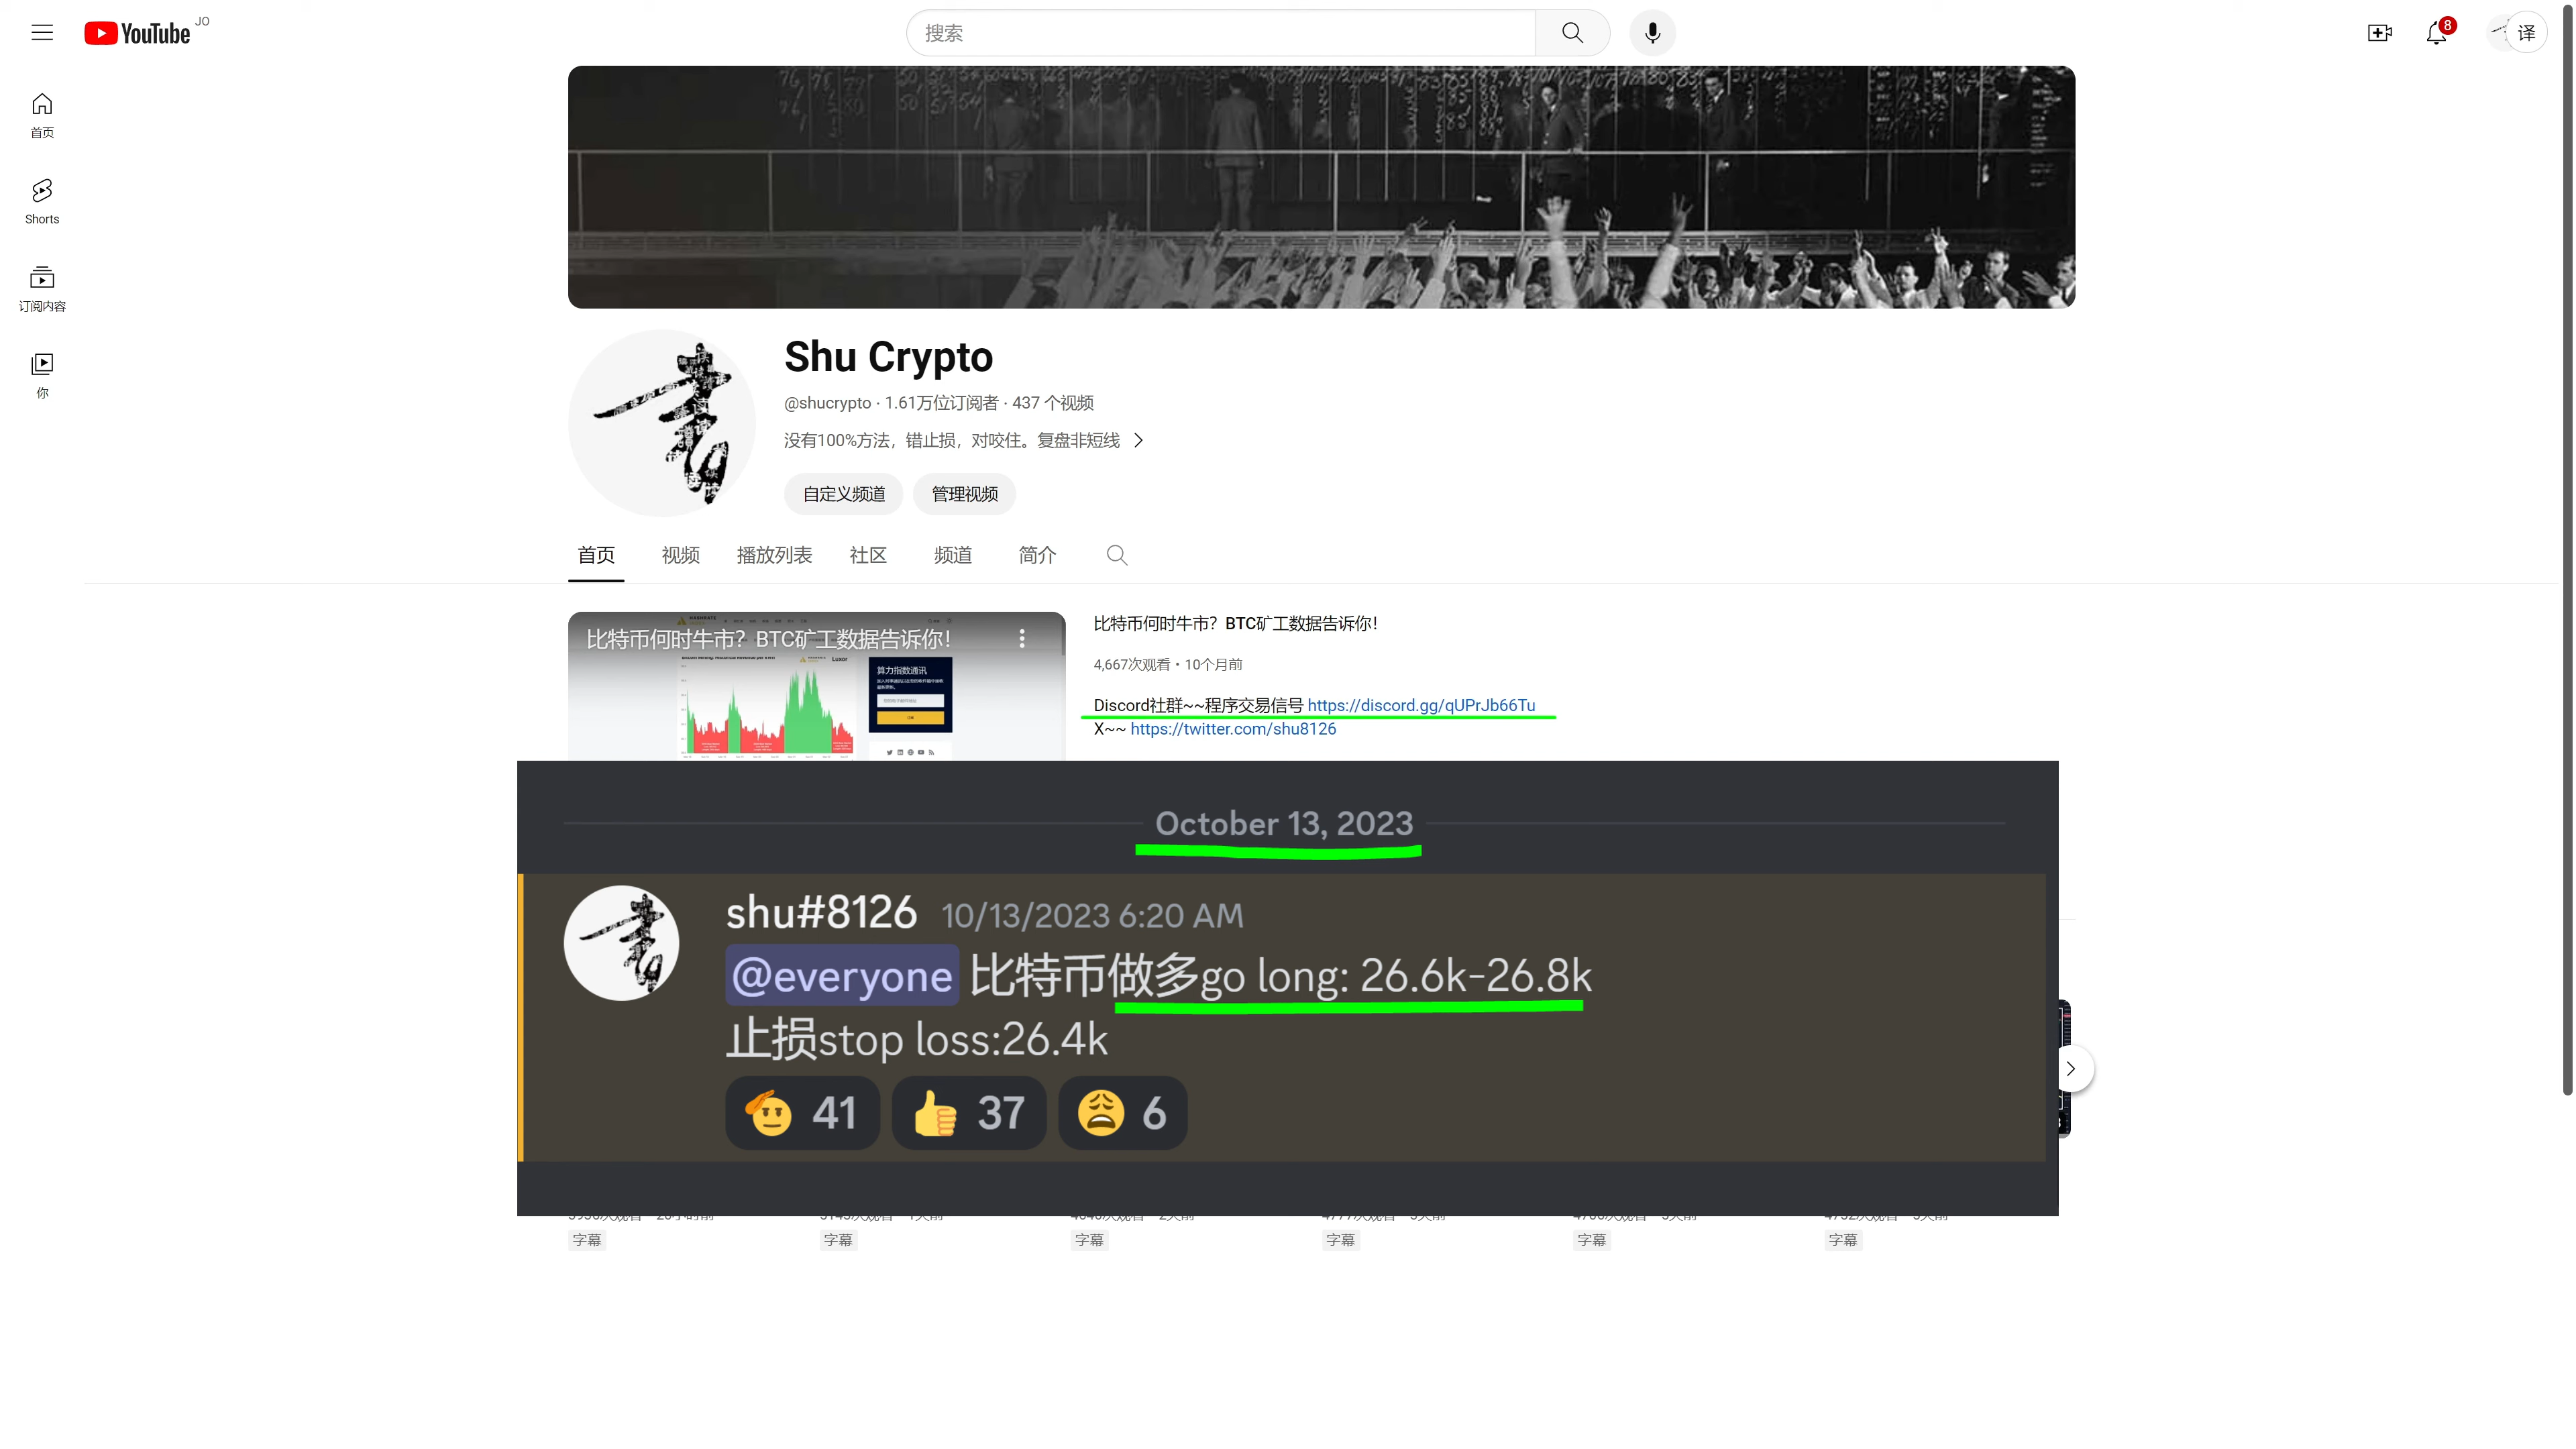 YouTube JO
搜索
8
译
首页
Shorts
订阅内容
你
Shu Crypto
@shucrypto · 1.61万位订阅者 · 437 个视频
没有100%方法，错止损，对咬住。复盘非短线
自定义频道 管理视频
首页 视频 播放列表 社区 频道 简介
比特币何时牛市？BTC矿工数据告诉你！
Luxor
算力指数通讯
比特币何时牛市？BTC矿工数据告诉你！
4,667次观看 • 10个月前
Discord社群~~程序交易信号 https://discord.gg/qUPrJb66Tu
X~~ https://twitter.com/shu8126
October 13, 2023
shu#8126 10/13/2023 6:20 AM
@everyone 比特币做多go long: 26.6k-26.8k
止损stop loss:26.4k
41 37 6
字幕 字幕 字幕 字幕 字幕 字幕